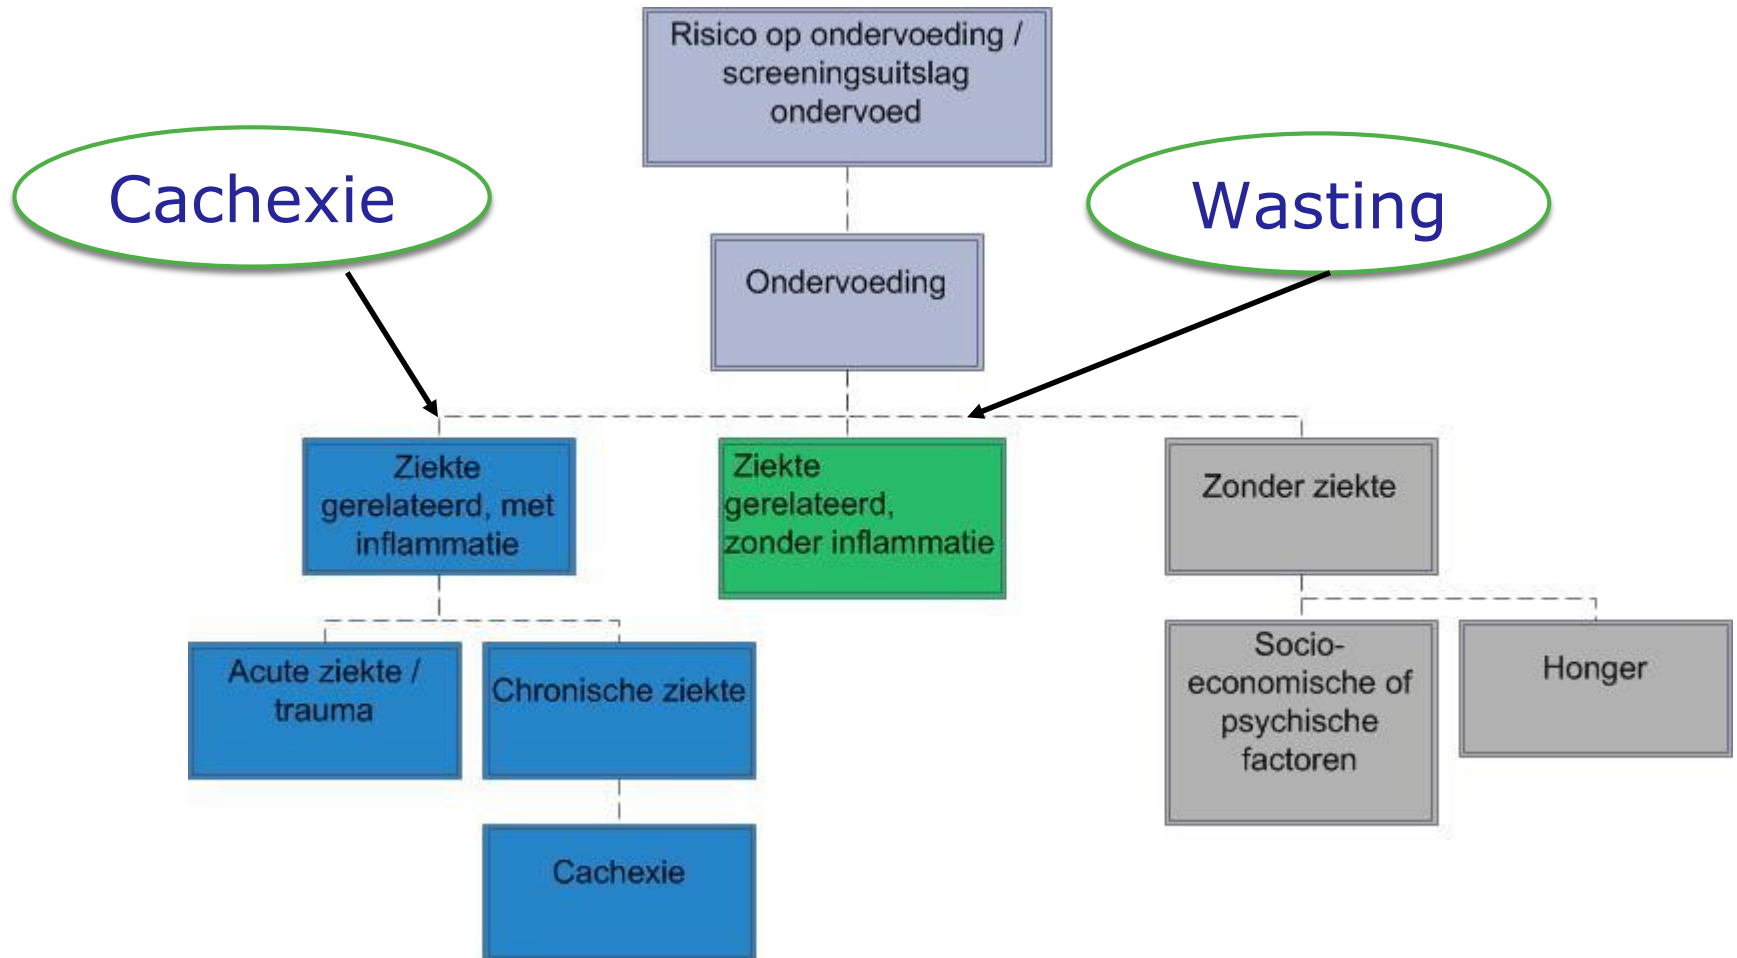 Risico op ondervoeding /
screeningsuitslag
ondervoed
Cachexie
Wasting
Ondervoeding
Ziekte
gerelateerd, met
inflammatie
Ziekte
gerelateerd,
zonder inflammatie
Zonder ziekte
Acute ziekte /
trauma
Chronische ziekte
Socio-
economische of
psychische
factoren
Honger
Cachexie